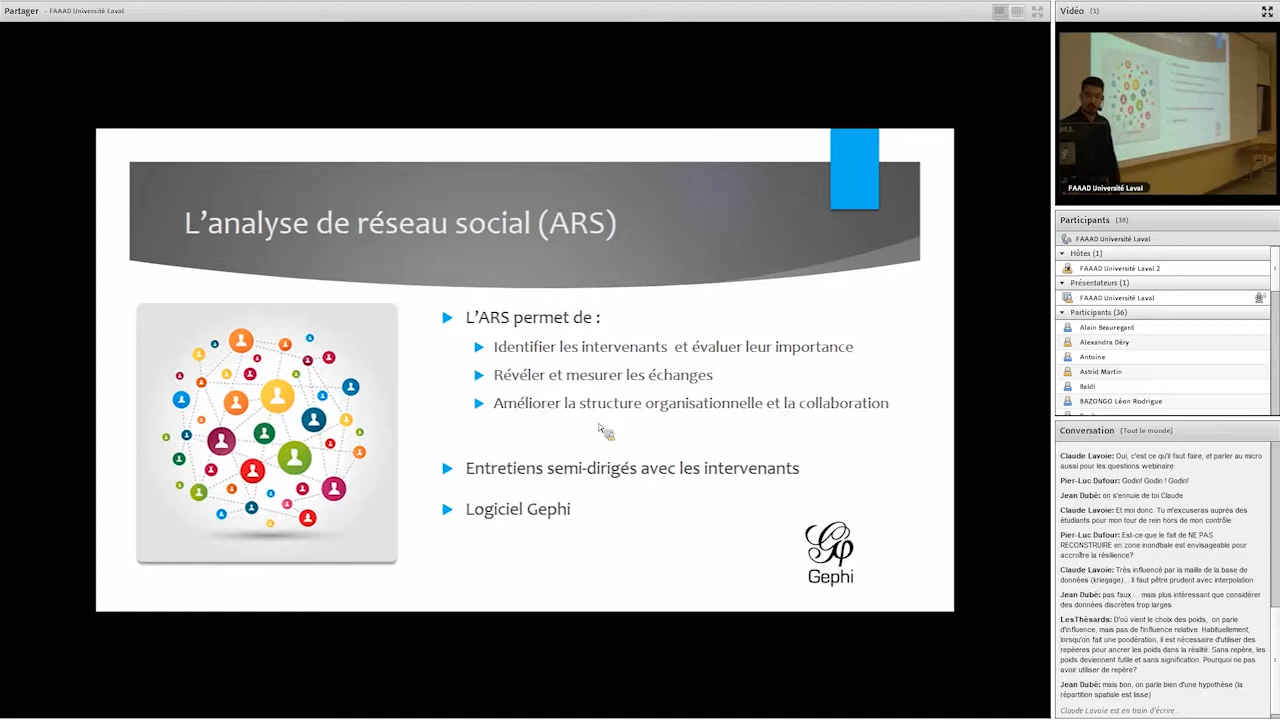 Partager - FAAAD Université Laval
L'analyse de réseau social (ARS)
L'ARS permet de :
Identifier les intervenants et évaluer leur importance
Révéler et mesurer les échanges
Améliorer la structure organisationnelle et la collaboration
Entretiens semi-dirigés avec les intervenants
Logiciel Gephi
Gephi
Vidéo (1)
DELL
FAAAD Université Laval
Participants (38)
FAAAD Université Laval
Hôtes (1)
FAAAD Université Laval 2
Présentateurs (1)
FAAAD Université Laval
Participants (36)
Alain Beauregard
Alexandra Déry
Antoine
Astrid Martin
Baldi
BAZONGO Léon Rodrigue
Conversation (Tout le monde)
Claude Lavoie: Oui, c'est ce qu'il faut faire, et parler au micro
aussi pour les questions webinaire
Pier-Luc Dufour: Godin! Godin ! Godin!
Jean Dubé: on s'ennuie de toi Claude
Claude Lavoie: Et moi donc. Tu m'excuseras auprès des
étudiants pour mon tour de rein hors de mon contrôle
Pier-Luc Dufour: Est-ce que le fait de NE PAS
RECONSTRUIRE en zone inondbale est envisageable pour
accroître la résilience?
Claude Lavoie: Très influencé par la maille de la base de
données (kriegage)... Il faut pêtre prudent avec interpolation
Jean Dubé: pas faux.... mais plus intéressant que considérer
des données discrètes trop larges
LesThésards: D'où vient le choix des poids, on parle
d'influence, mais pas de l'influence relative. Habituellement,
lorsqu'on fait une pondération, il est nécessaire d'utiliser des
repèeres pour ancrer les poids dans la réalité. Sans repère, les
poids deviennent futile et sans signification. Pourquoi ne pas
avoir utiliser de repère?
Jean Dubé: mais bon, on parle bien d'une hypothèse (la
répartition spatiale est lisse)
Claude Lavoie est en train d'écrire...